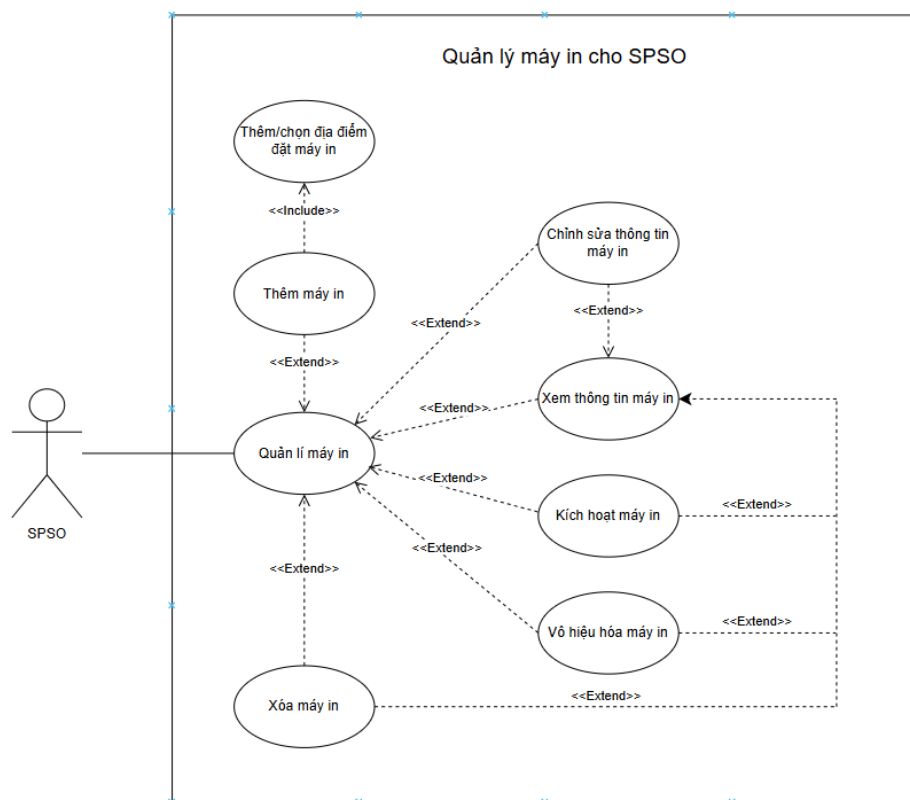 Quản lý máy in cho SPSO
Thêm/chọn địa điểm
đặt máy in
<<Include>>
Chỉnh sửa thông tin
máy in
Thêm máy in
<<Extend>>
<<Extend>>
<<Extend>>
Xem thông tin máy in
<<Extend>>
Quản lí máy in
<<Extend>>
Kích hoạt máy in
<<Extend>>
SPSO
<<Extend>>
<<Extend>>
Vô hiệu hóa máy in
<<Extend>>
Xóa máy in
<<Extend>>